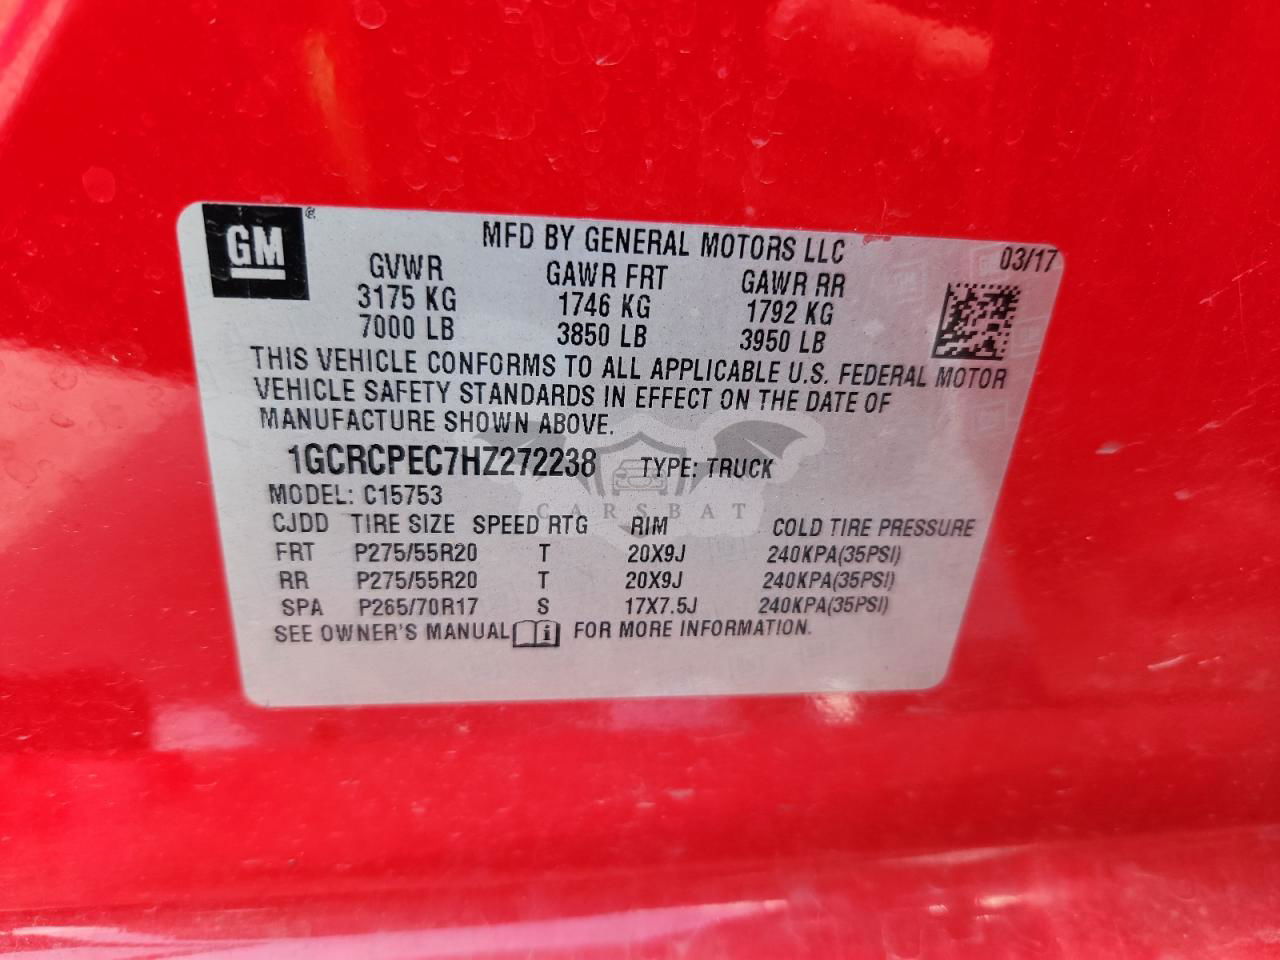 GM ®
MFD BY GENERAL MOTORS LLC 03/17
GVWR GAWR FRT GAWR RR
3175 KG 1746 KG 1792 KG
7000 LB 3850 LB 3950 LB
THIS VEHICLE CONFORMS TO ALL APPLICABLE U.S. FEDERAL MOTOR
VEHICLE SAFETY STANDARDS IN EFFECT ON THE DATE OF
MANUFACTURE SHOWN ABOVE.
1GCRCPEC7HZ272238 TYPE: TRUCK
MODEL: C15753
CARSBAT
CJDD TIRE SIZE SPEED RTG RIM COLD TIRE PRESSURE
FRT P275/55R20 T 20X9J 240KPA(35PSI)
RR P275/55R20 T 20X9J 240KPA(35PSI)
SPA P265/70R17 S 17X7.5J 240KPA(35PSI)
SEE OWNER'S MANUAL i FOR MORE INFORMATION.